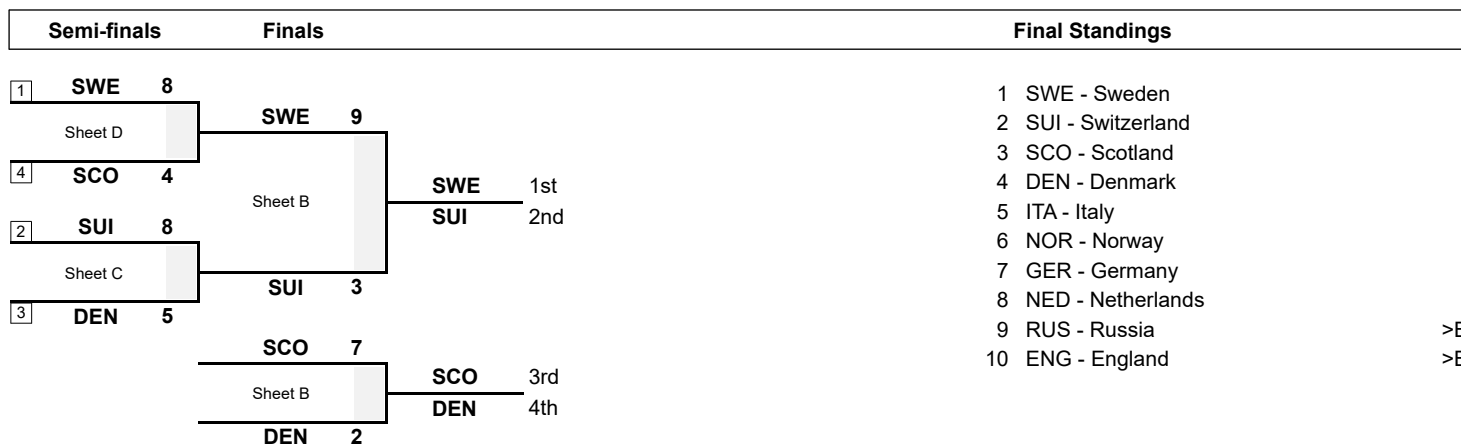 Semi-finals Finals Final Standings
1 SWE 8
Sheet D
4 SCO 4
2 SUI 8
Sheet C
3 DEN 5
SWE 9
Sheet B
SUI 3
SWE 1st
SUI 2nd
SCO 7
Sheet B
DEN 2
SCO 3rd
DEN 4th
1 SWE - Sweden
2 SUI - Switzerland
3 SCO - Scotland
4 DEN - Denmark
5 ITA - Italy
6 NOR - Norway
7 GER - Germany
8 NED - Netherlands
9 RUS - Russia
10 ENG - England